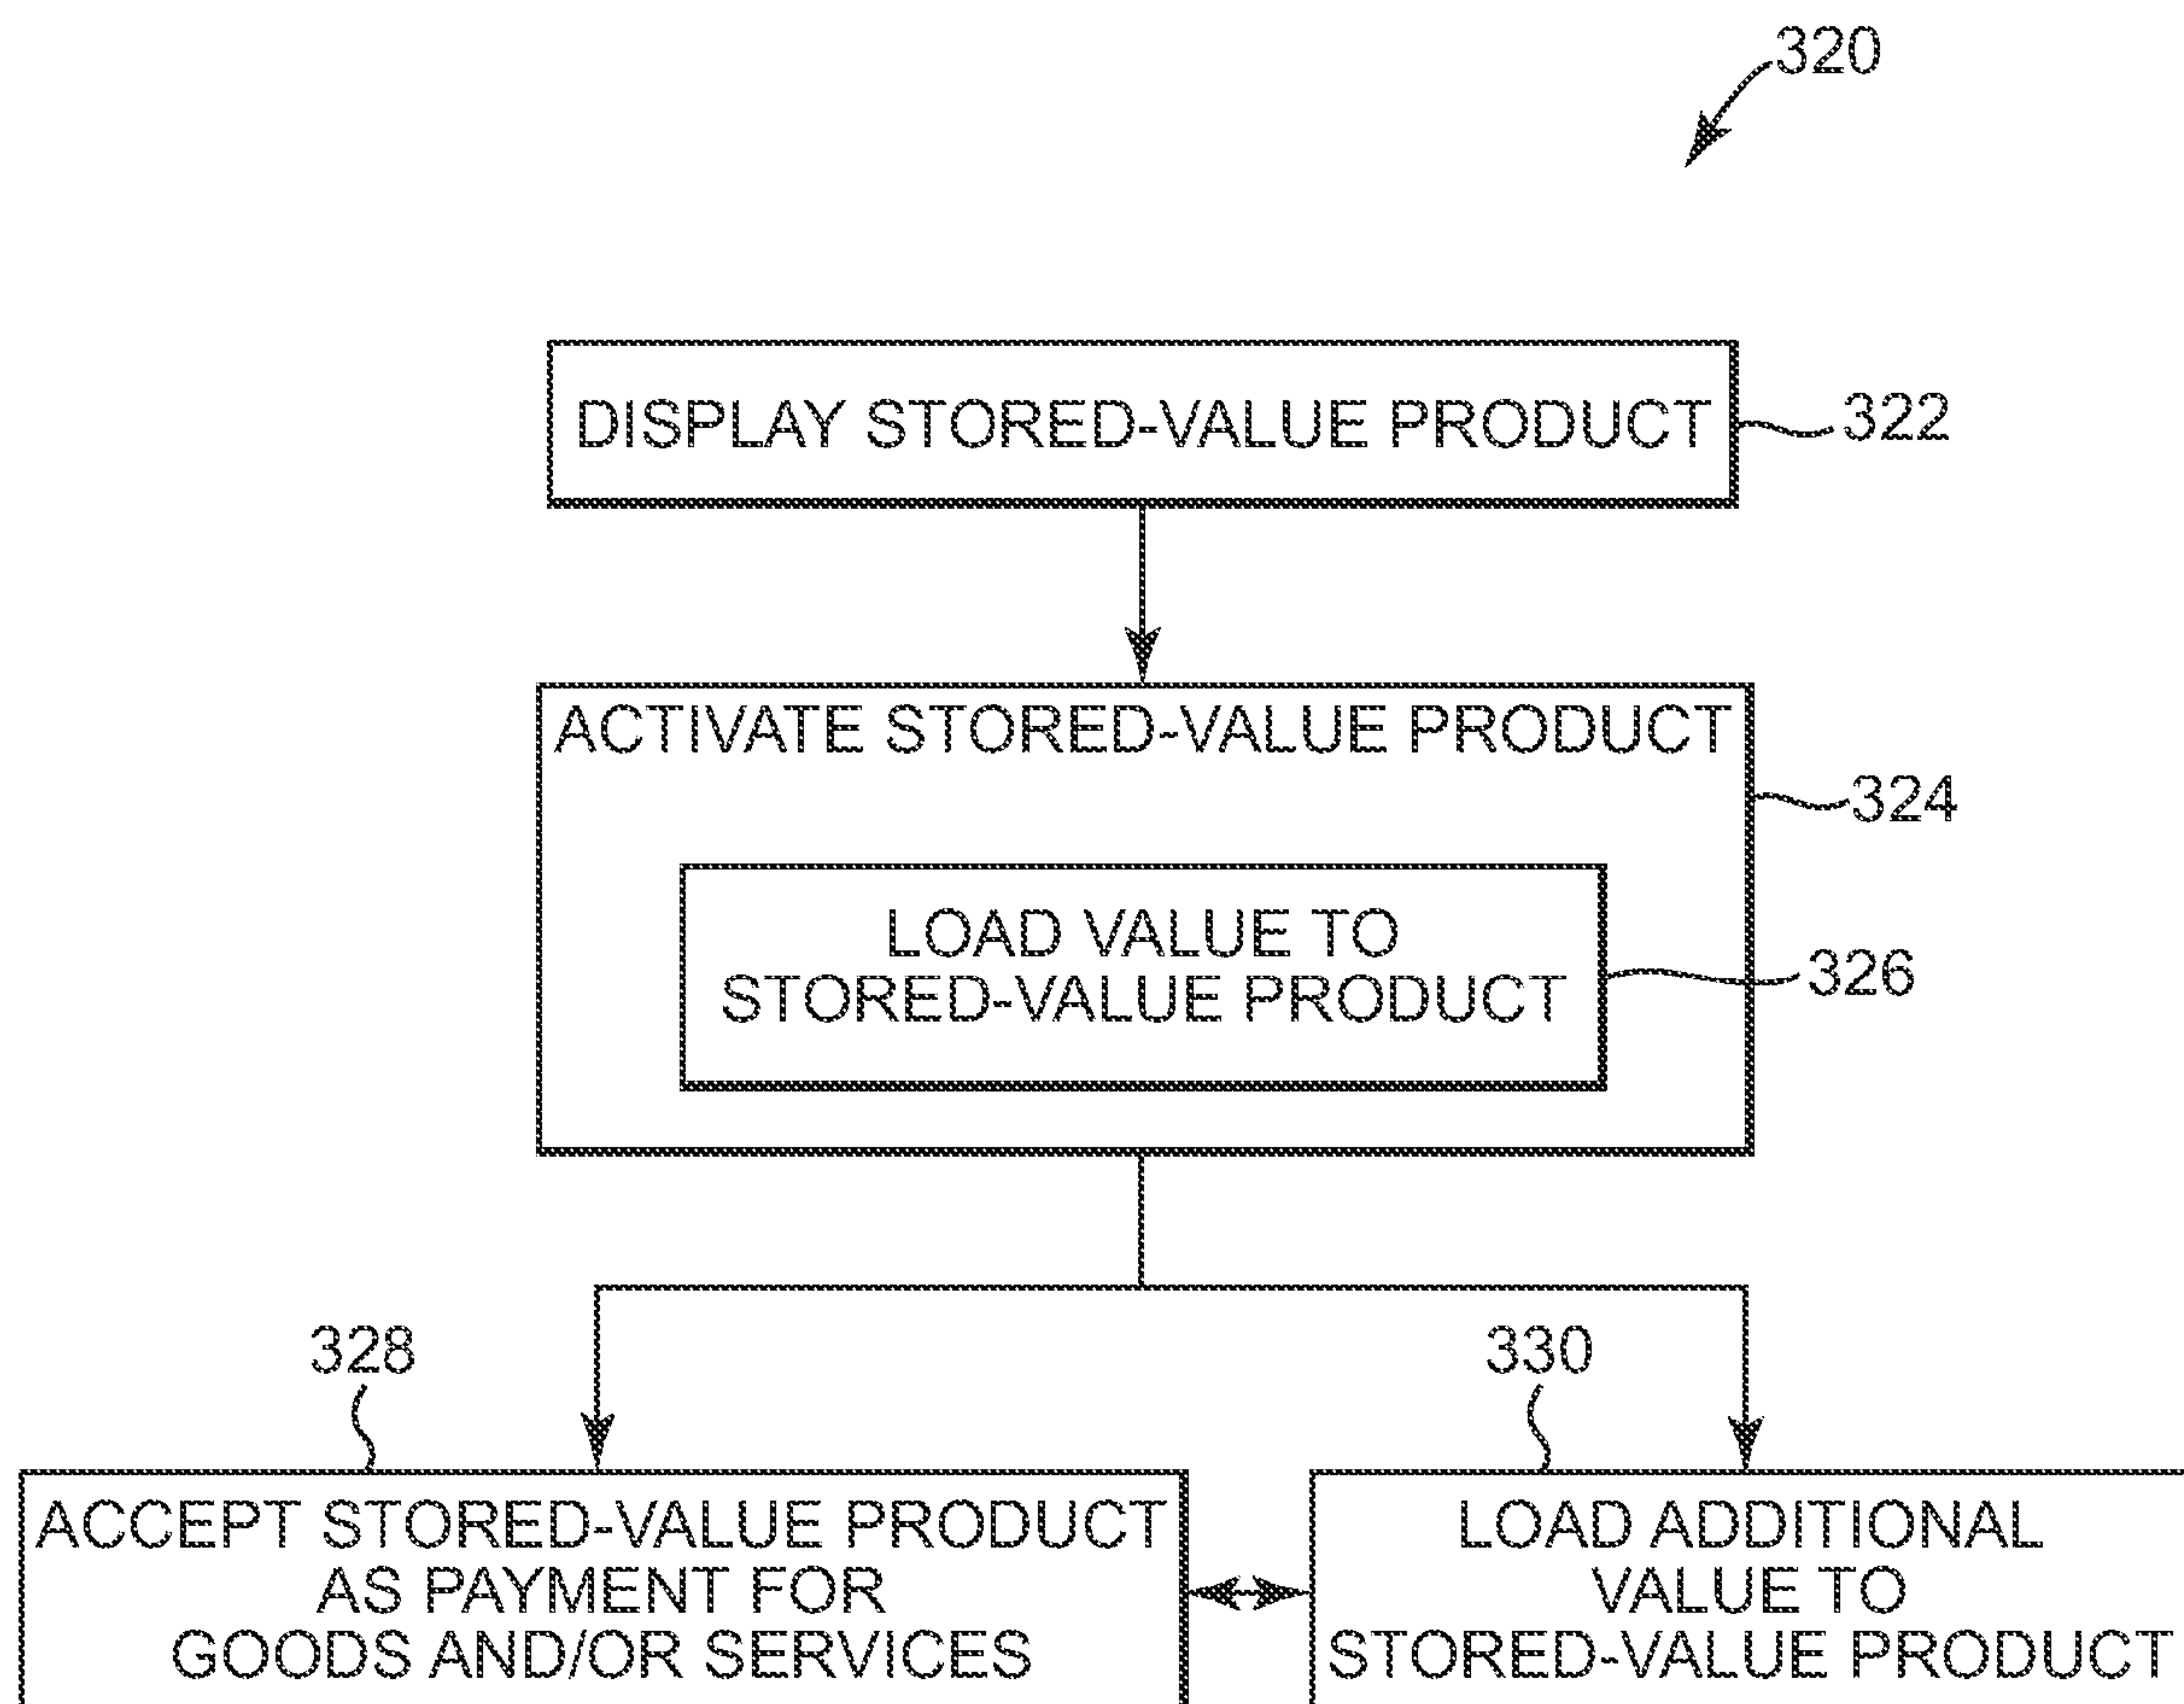 320
DISPLAY STORED-VALUE PRODUCT
322
ACTIVATE STORED-VALUE PRODUCT
324
LOAD VALUE TO
STORED-VALUE PRODUCT
326
328
330
ACCEPT STORED-VALUE PRODUCT
AS PAYMENT FOR
GOODS AND/OR SERVICES
LOAD ADDITIONAL
VALUE TO
STORED-VALUE PRODUCT